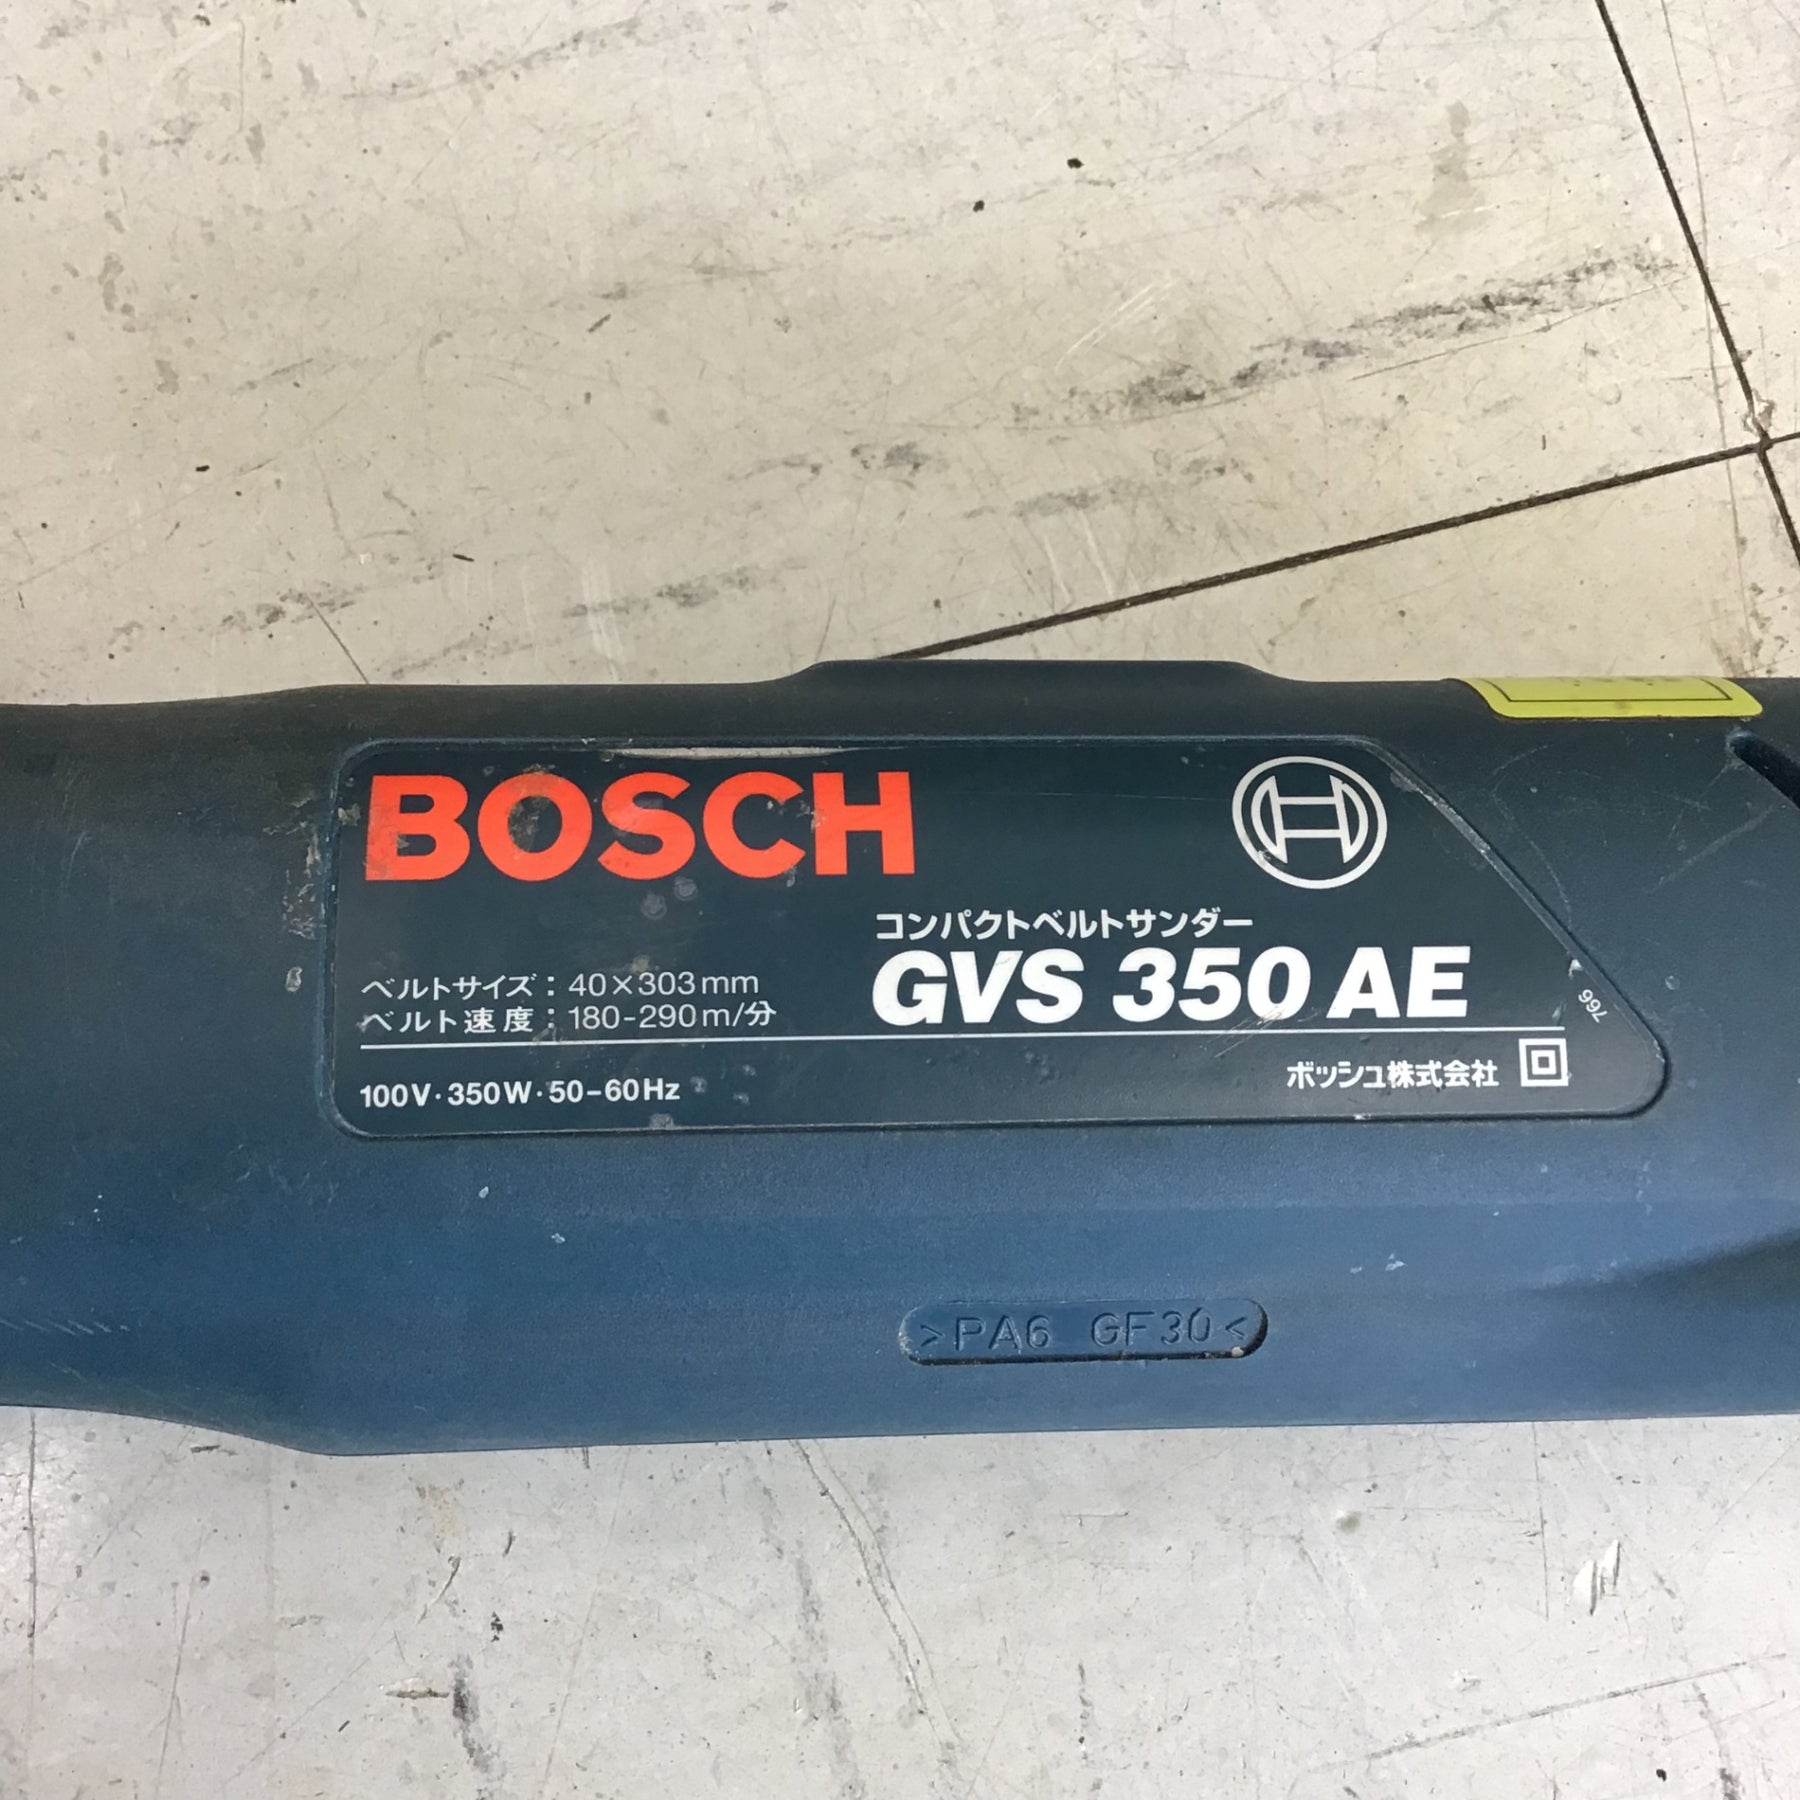 BOSCH
コンパクトベルトサンダー
GVS 350 AE
ベルトサイズ：40×303mm
ベルト速度：180-290m/分
766
100V・350W・50-60Hz
ボッシュ株式会社
>PA6 GF30<